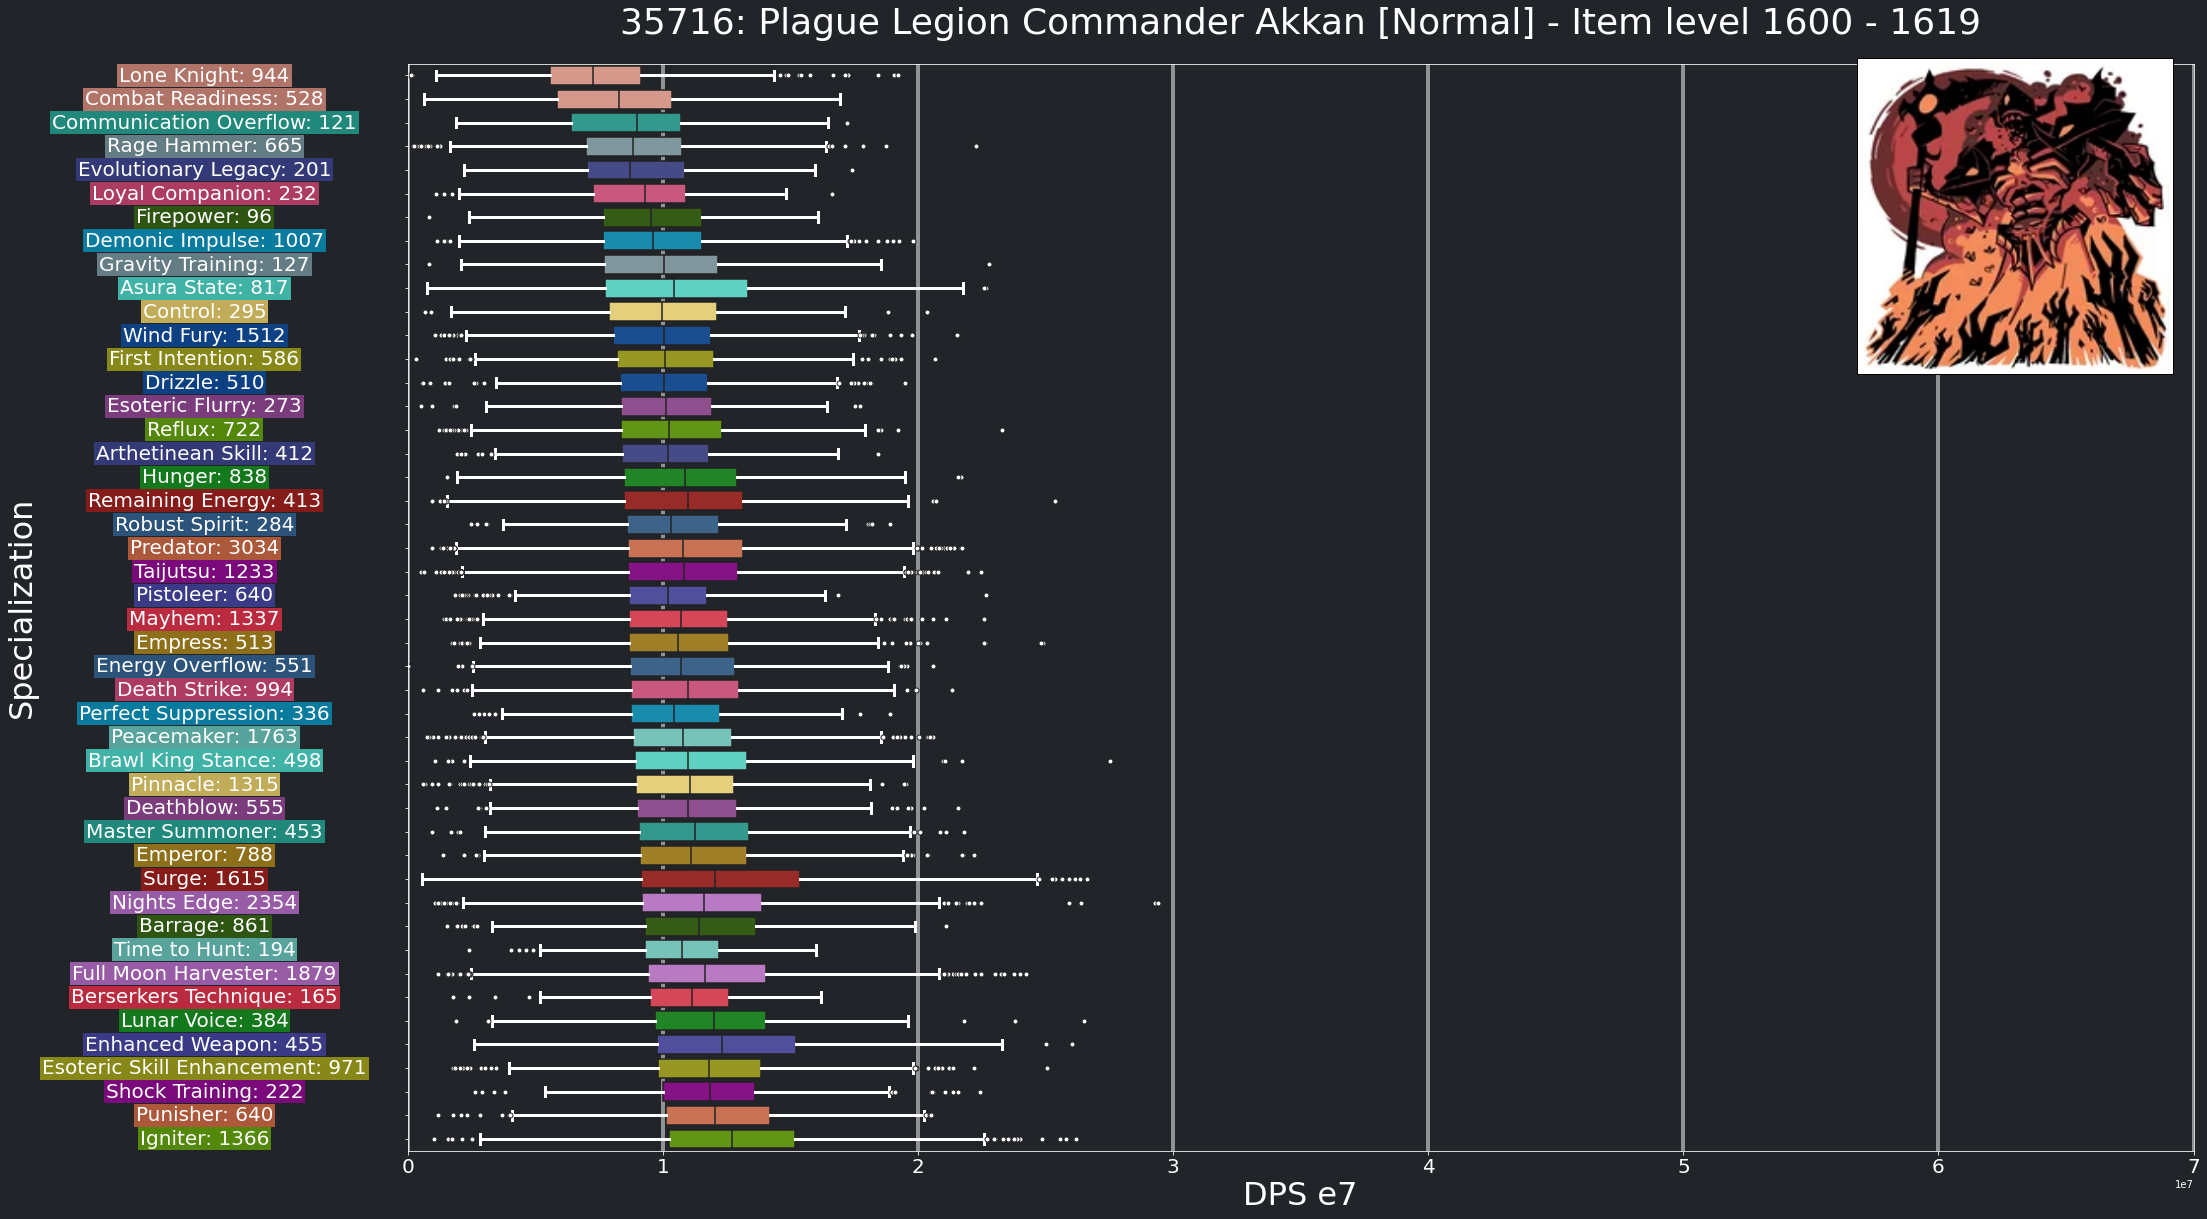 35716: Plague Legion Commander Akkan [Normal] - Item level 1600 - 1619
Specialization
Lone Knight: 944
Combat Readiness: 528
Communication Overflow: 121
Rage Hammer: 665
Evolutionary Legacy: 201
Loyal Companion: 232
Firepower: 96
Demonic Impulse: 1007
Gravity Training: 127
Asura State: 817
Control: 295
Wind Fury: 1512
First Intention: 586
Drizzle: 510
Esoteric Flurry: 273
Reflux: 722
Arthetinean Skill: 412
Hunger: 838
Remaining Energy: 413
Robust Spirit: 284
Predator: 3034
Taijutsu: 1233
Pistoleer: 640
Mayhem: 1337
Empress: 513
Energy Overflow: 551
Death Strike: 994
Perfect Suppression: 336
Peacemaker: 1763
Brawl King Stance: 498
Pinnacle: 1315
Deathblow: 555
Master Summoner: 453
Emperor: 788
Surge: 1615
Nights Edge: 2354
Barrage: 861
Time to Hunt: 194
Full Moon Harvester: 1879
Berserkers Technique: 165
Lunar Voice: 384
Enhanced Weapon: 455
Esoteric Skill Enhancement: 971
Shock Training: 222
Punisher: 640
Igniter: 1366
0 1 2 3 4 5 6 7
DPS e7
1e7